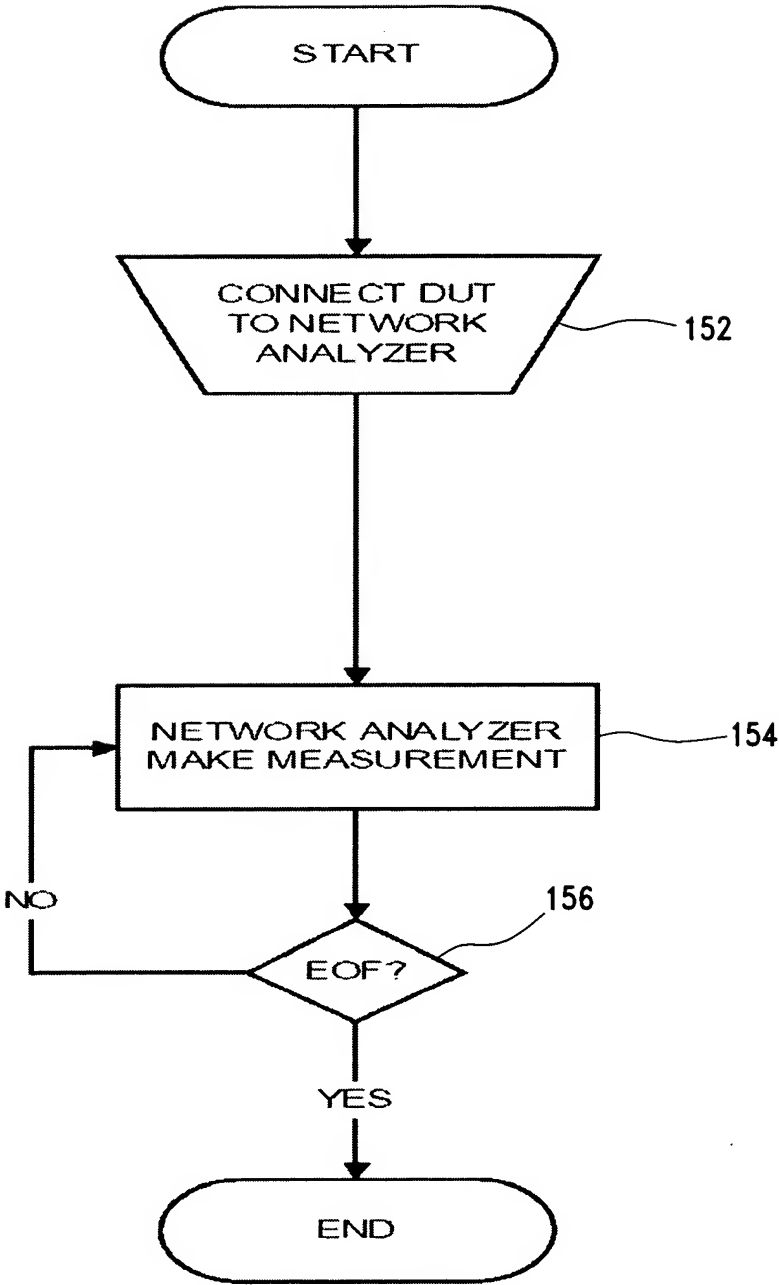 START
CONNECT DUT
TO NETWORK
ANALYZER
152
NETWORK ANALYZER
MAKE MEASUREMENT
154
NO
156
EOF?
YES
END